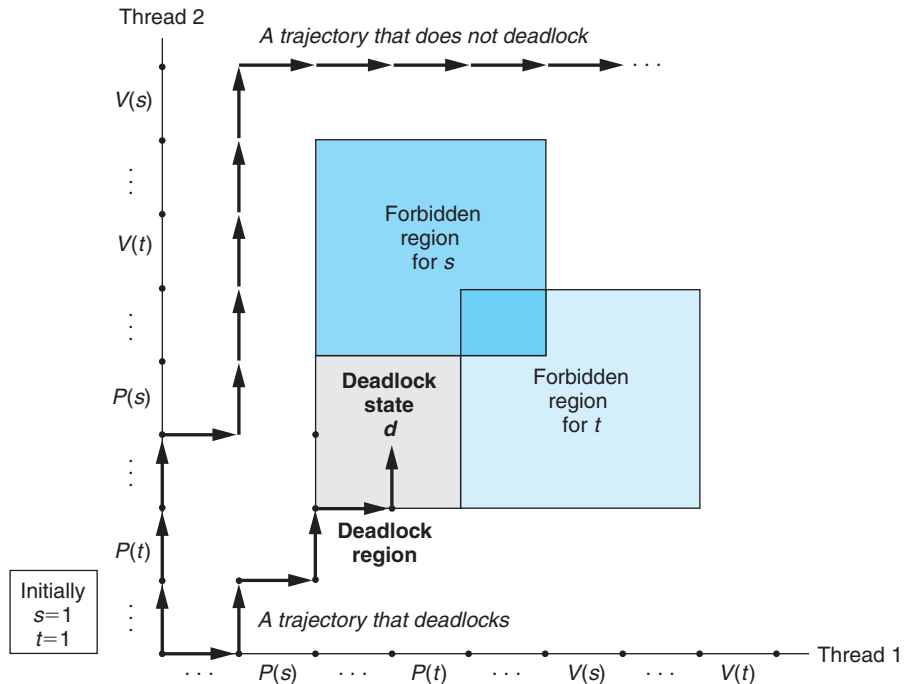 Thread 2
A trajectory that does not deadlock
. . .
V(s)
. . .
V(t)
. . .
P(s)
. . .
P(t)
. . .
Forbidden
region
for s
Forbidden
region
for t
Deadlock
state
d
Deadlock
region
Initially
s=1
t=1
A trajectory that deadlocks
Thread 1
. . . P(s) . . . P(t) . . . V(s) . . . V(t)